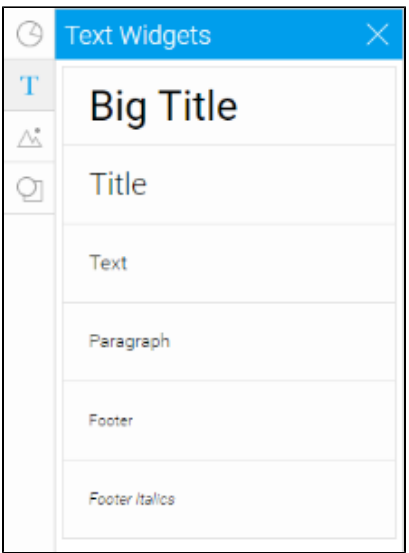 Text Widgets
T
Big Title
Title
Text
Paragraph
Footer
Footer Italics